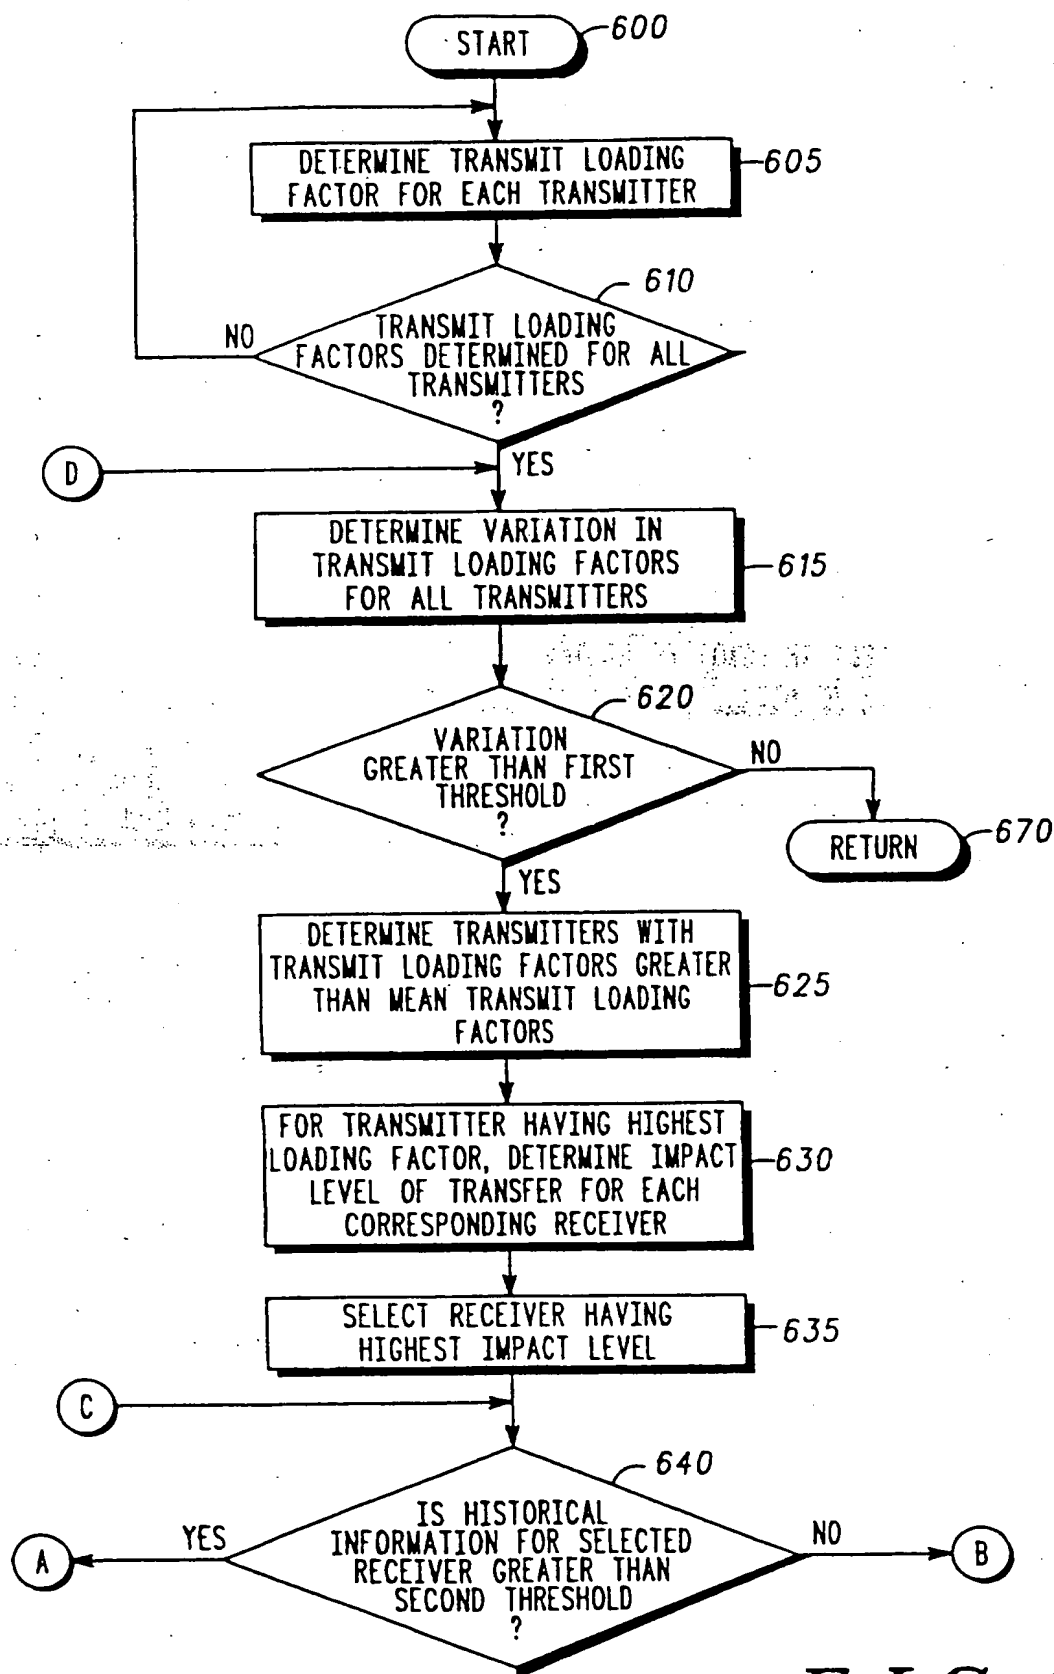 START
600
DETERMINE TRANSMIT LOADING
FACTOR FOR EACH TRANSMITTER
605
610
TRANSMIT LOADING
FACTORS DETERMINED FOR ALL
TRANSMITTERS
?
NO
D
YES
DETERMINE VARIATION IN
TRANSMIT LOADING FACTORS
FOR ALL TRANSMITTERS
615
620
VARIATION
GREATER THAN FIRST
THRESHOLD
?
NO
RETURN
670
YES
DETERMINE TRANSMITTERS WITH
TRANSMIT LOADING FACTORS GREATER
THAN MEAN TRANSMIT LOADING
FACTORS
625
FOR TRANSMITTER HAVING HIGHEST
LOADING FACTOR, DETERMINE IMPACT
LEVEL OF TRANSFER FOR EACH
CORRESPONDING RECEIVER
630
SELECT RECEIVER HAVING
HIGHEST IMPACT LEVEL
635
C
640
IS HISTORICAL
INFORMATION FOR SELECTED
RECEIVER GREATER THAN
SECOND THRESHOLD
?
YES
A
NO
B